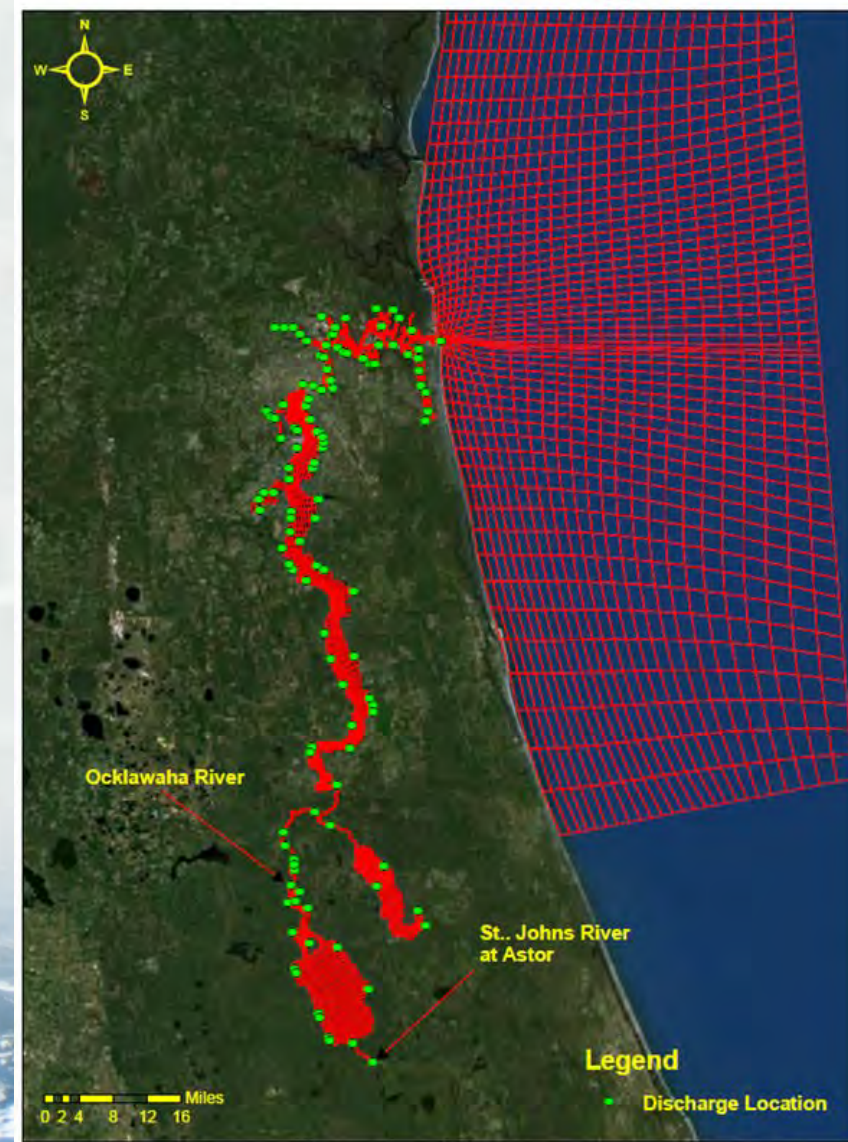 N
W E
S
Ocklawaha River
St.. Johns River
at Astor
Legend
Discharge Location
Miles
0 2 4 8 12 16